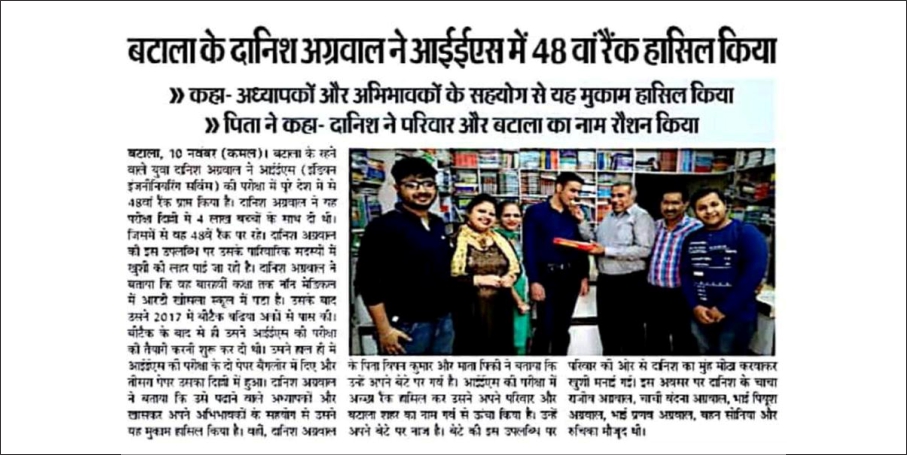 बटाला के दानिश अग्रवाल ने आईईएस में 48 वां रैंक हासिल किया
» कहा- अध्यापकों और अभिभावकों के सहयोग से यह मुकाम हासिल किया
» पिता ने कहा- दानिश ने परिवार और बटाला का नाम रौशन किया
बटाला, 10 नवंबर (कमल)। बटाला के रहने
वाले युवा दानिश अग्रवाल ने आईईएस (इंडियन
इंजनीनियरिंग सर्विस) की परीक्षा में पूरे देश में से
48वां रैंक प्राप्त किया है। दानिश अग्रवाल ने यह
परीक्षा दिल्ली में 4 लाख बच्चों के साथ दी थी।
जिसमें से वह 48वें रैंक पर रहे। दानिश अग्रवाल
की इस उपलब्धि पर उसके पारिवारिक सदस्यों में
खुशी की लहर पाई जा रही है। दानिश अग्रवाल ने
बताया कि वह बारहवीं कक्षा तक नॉन मेडिकल
में आरडी खोसला स्कूल में पढ़ा है। उसके बाद
उसने 2017 में बीटैक बढिया अंकों से पास की।
बीटैक के बाद से ही उसने आईईएस की परीक्षा
की तैयारी करनी शुरू कर दी थी। उसने हाल ही में
आईईएस की परीक्षा के दो पेपर बैंगलोर में दिए और
तीसरा पेपर उसका दिल्ली में हुआ। दानिश अग्रवाल
ने बताया कि उसे पढ़ाने वाले अध्यापकों और
खासकर अपने अभिभावकों के सहयोग से उसने
यह मुकाम हासिल किया है। वहीं, दानिश अग्रवाल
के पिता विपन कुमार और माता पिंकी ने बताया कि
उन्हें अपने बेटे पर गर्व है। आईईएस की परीक्षा में
अच्छा रैंक हासिल कर उसने अपने परिवार और
बटाला शहर का नाम गर्व से ऊंचा किया है। उन्हें
अपने बेटे पर नाज है। बेटे की इस उपलब्धि पर
परिवार की ओर से दानिश का मुंह मीठा करवाकर
खुशी मनाई गई। इस अवसर पर दानिश के चाचा
राजीव अग्रवाल, चाची वंदना अग्रवाल, भाई पियूश
अग्रवाल, भाई प्रणव अग्रवाल, बहन सोनिया और
रुचिका मौजूद थी।